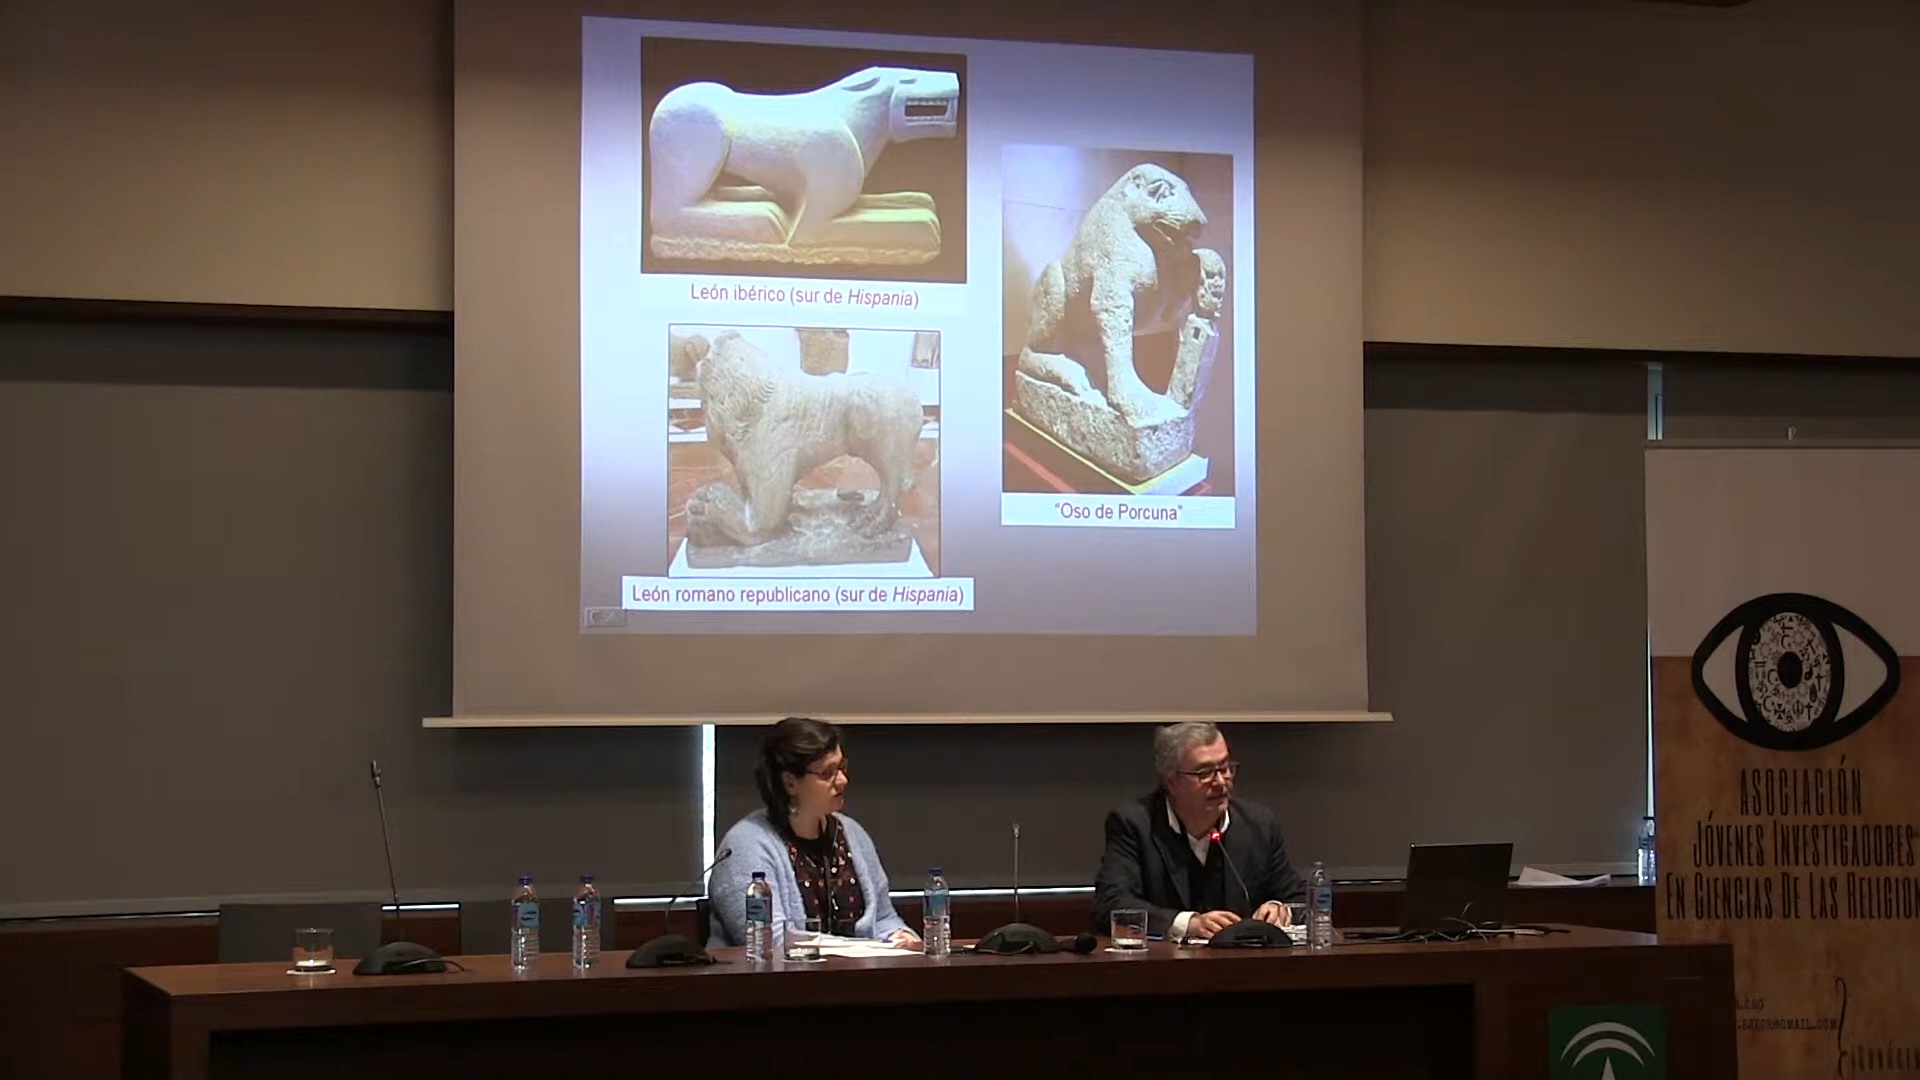 León ibérico (sur de Hispania)
"Oso de Porcuna"
León romano republicano (sur de Hispania)
ASOCIACIÓN
JÓVENES INVESTIGADORES
EN CIENCIAS DE LAS RELIGION